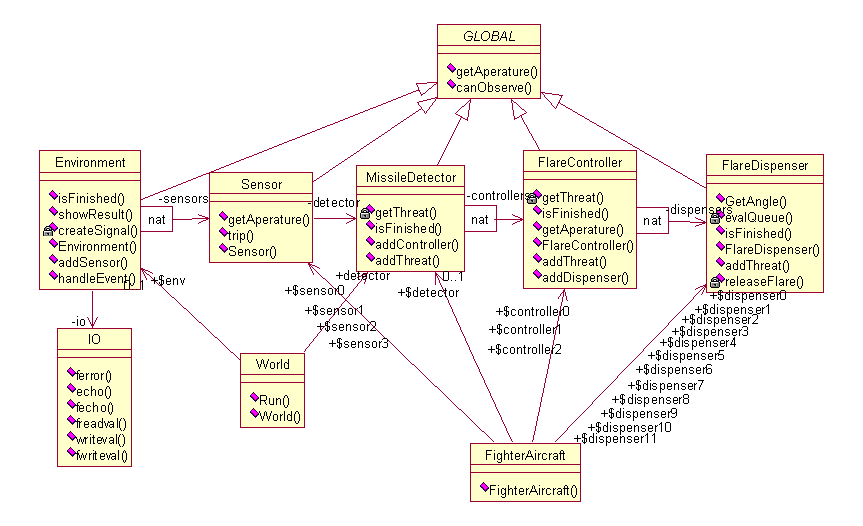 GLOBAL
getAperature()
canObserve()
Environment
isFinished()
showResult()
createSignal()
Environment()
addSensor()
handleEvent()
-sensors
nat
Sensor
getAperature()
trip()
Sensor()
-detector
MissileDetector
getThreat()
isFinished()
addController()
addThreat()
-controllers
nat
FlareController
getThreat()
isFinished()
getAperature()
FlareController()
addThreat()
addDispenser()
-dispensers
nat
FlareDispenser
GetAngle()
evalQueue()
isFinished()
FlareDispenser()
addThreat()
releaseFlare()
+$env
+detector
0..1
+$detector
+$sensor0
+$sensor1
+$sensor2
+$sensor3
+$controller0
+$controller1
+$controller2
+$dispenser0
+$dispenser1
+$dispenser2
+$dispenser3
+$dispenser4
+$dispenser5
+$dispenser6
+$dispenser7
+$dispenser8
+$dispenser9
+$dispenser10
+$dispenser11
-io
IO
ferror()
echo()
fecho()
freadval()
writeval()
fwriteval()
World
Run()
World()
FighterAircraft
FighterAircraft()